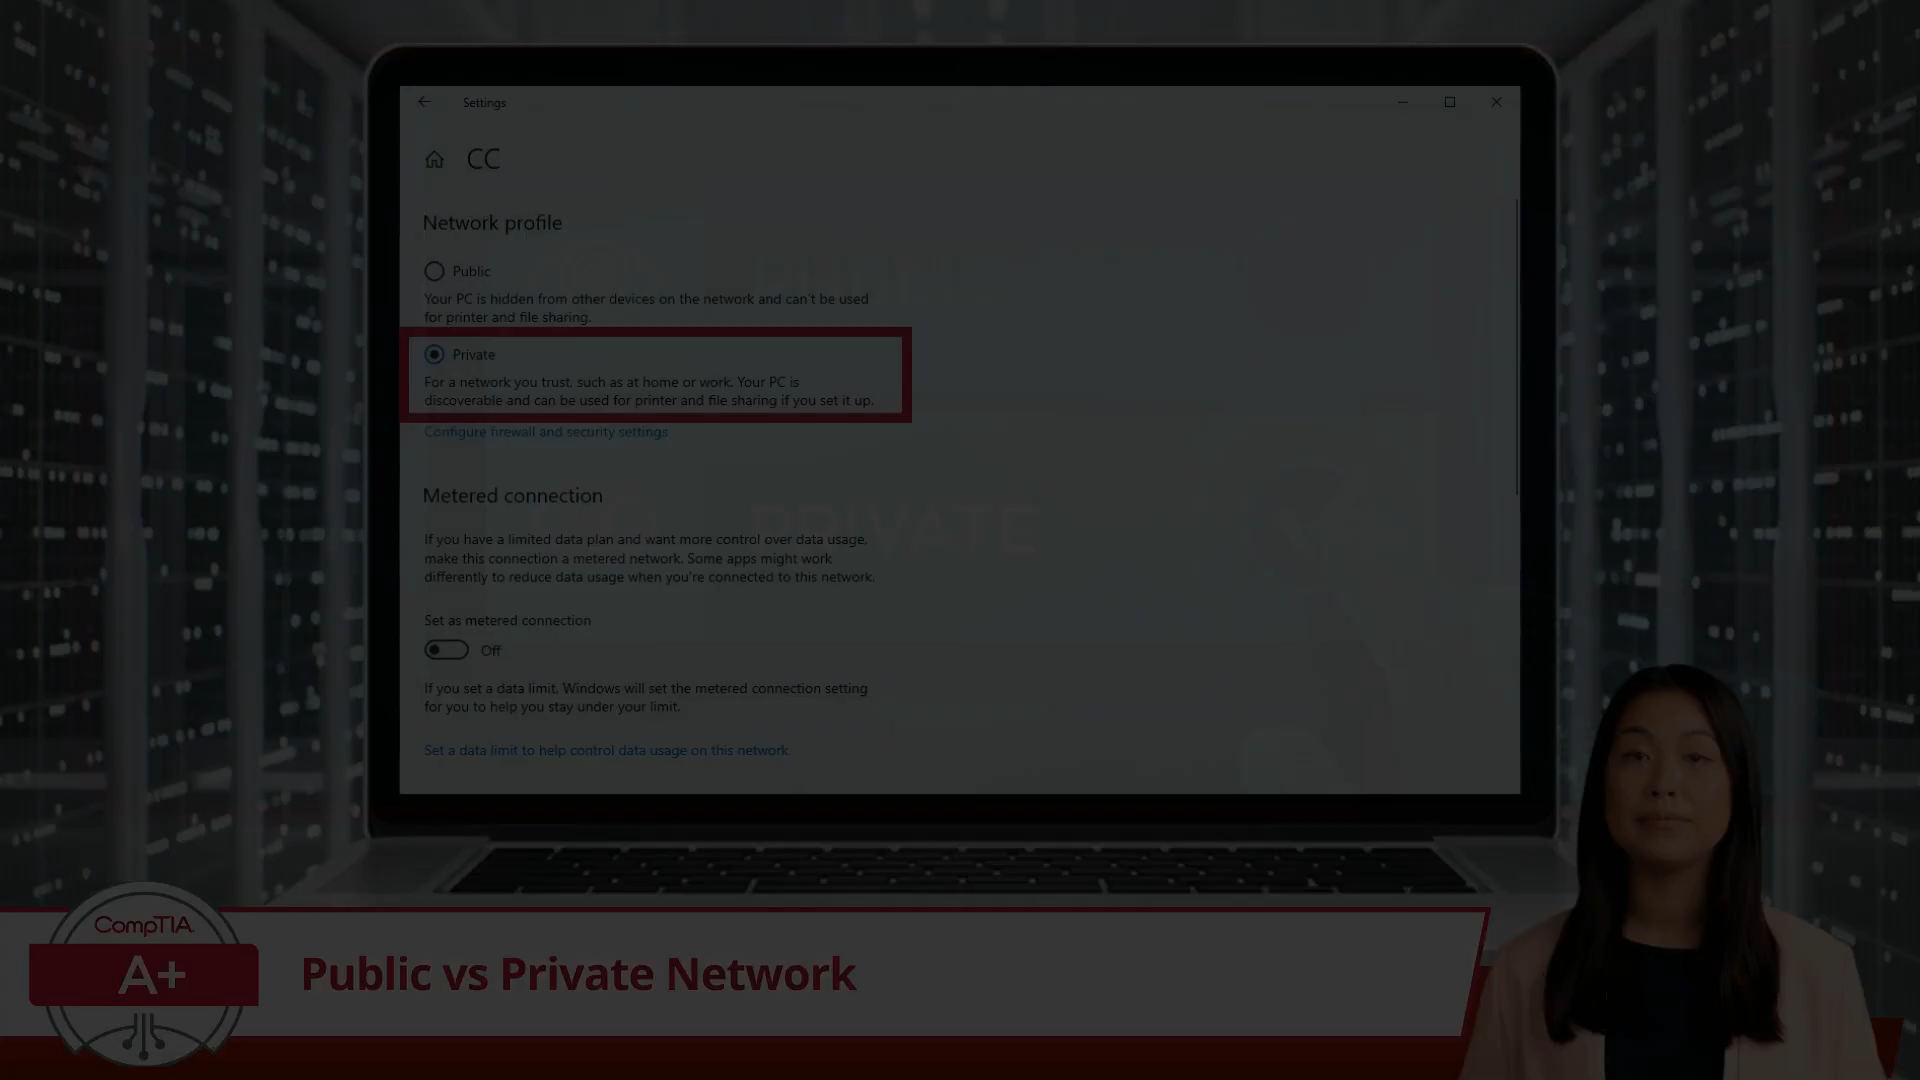 Settings
CC
Network profile
Public
Your PC is hidden from other devices on the network and can't be used
for printer and file sharing.
Private
For a network you trust, such as at home or work. Your PC is
discoverable and can be used for printer and file sharing if you set it up.
Configure firewall and security settings
Metered connection
PRIVATE
If you have a limited data plan and want more control over data usage,
make this connection a metered network. Some apps might work
differently to reduce data usage when you're connected to this network.
Set as metered connection
Off
If you set a data limit, Windows will set the metered connection setting
for you to help you stay under your limit.
Set a data limit to help control data usage on this network
CompTIA
A+
Public vs Private Network